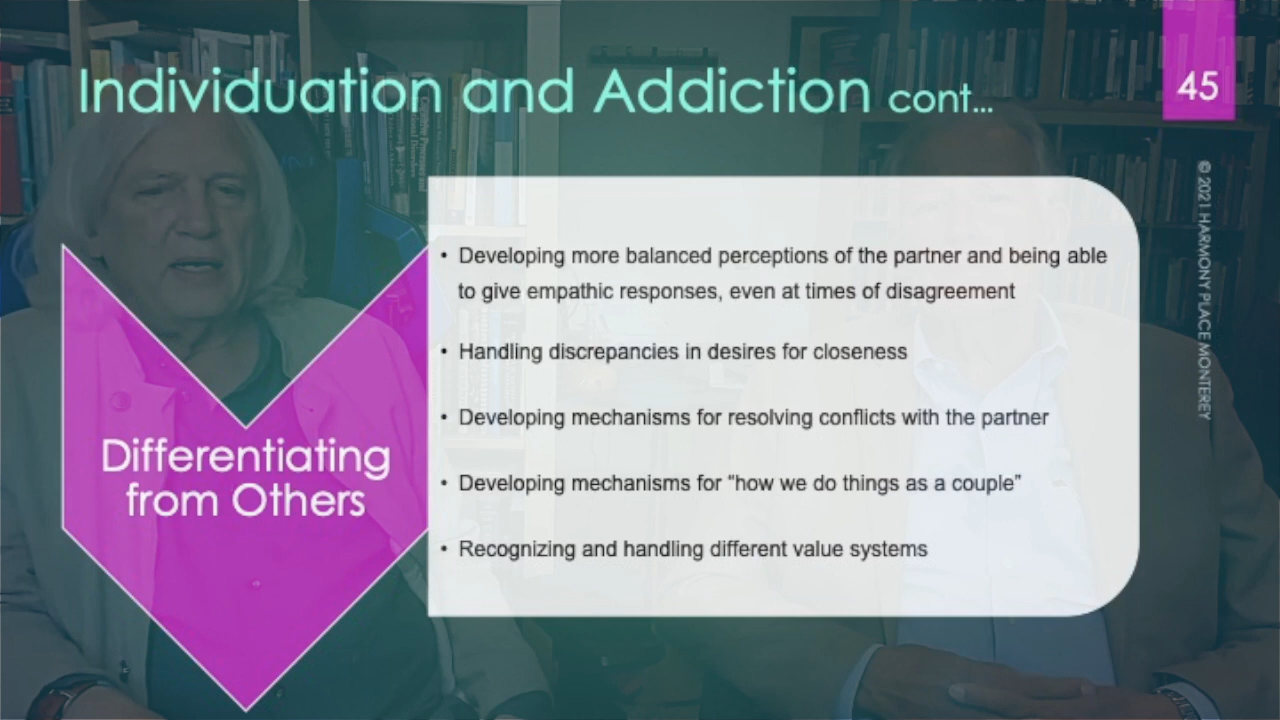 Individuation and Addiction cont...
45
© 2021 HARMONY PLACE MONTEREY
Differentiating
from Others
• Developing more balanced perceptions of the partner and being able
to give empathic responses, even at times of disagreement
• Handling discrepancies in desires for closeness
• Developing mechanisms for resolving conflicts with the partner
• Developing mechanisms for “how we do things as a couple”
• Recognizing and handling different value systems